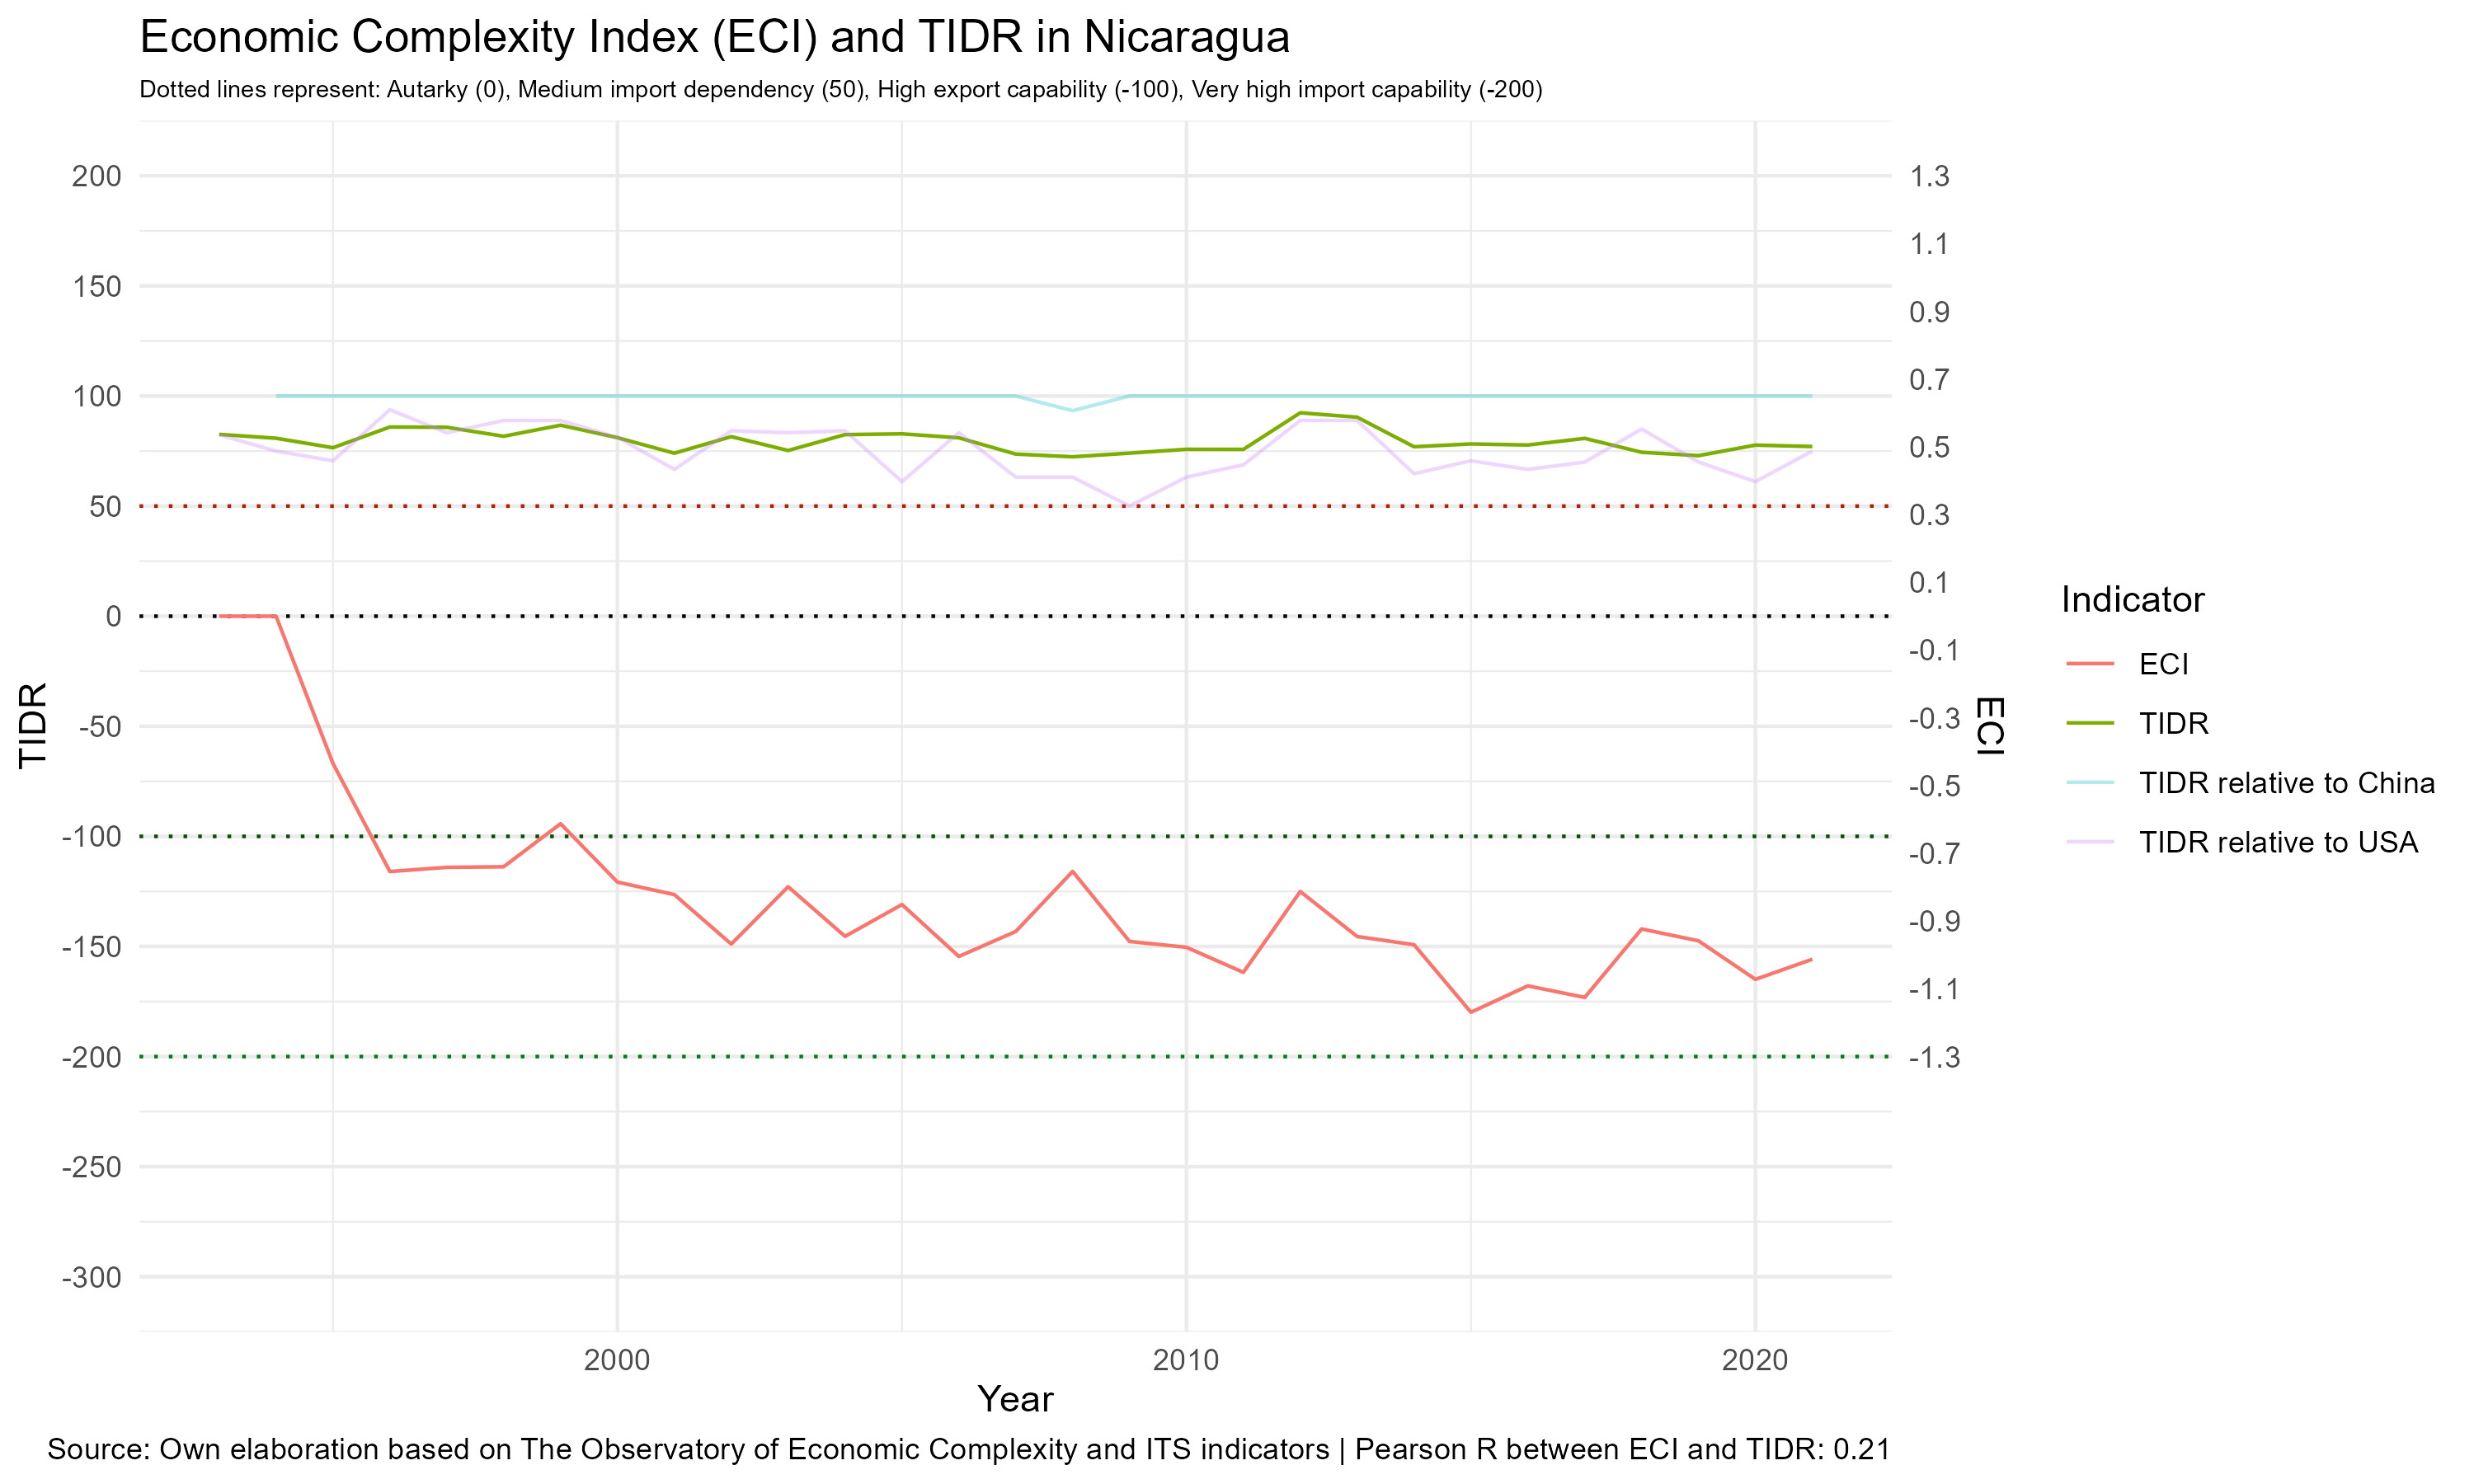 Economic Complexity Index (ECI) and TIDR in Nicaragua
Dotted lines represent: Autarky (0), Medium import dependency (50), High export capability (-100), Very high import capability (-200)
TIDR
200
150
100
50
0
-50
-100
-150
-200
-250
-300
1.3
1.1
0.9
0.7
0.5
0.3
0.1
-0.1
-0.3
-0.5
-0.7
-0.9
-1.1
-1.3
ECI
Indicator
ECI
TIDR
TIDR relative to China
TIDR relative to USA
2000
2010
2020
Year
Source: Own elaboration based on The Observatory of Economic Complexity and ITS indicators | Pearson R between ECI and TIDR: 0.21